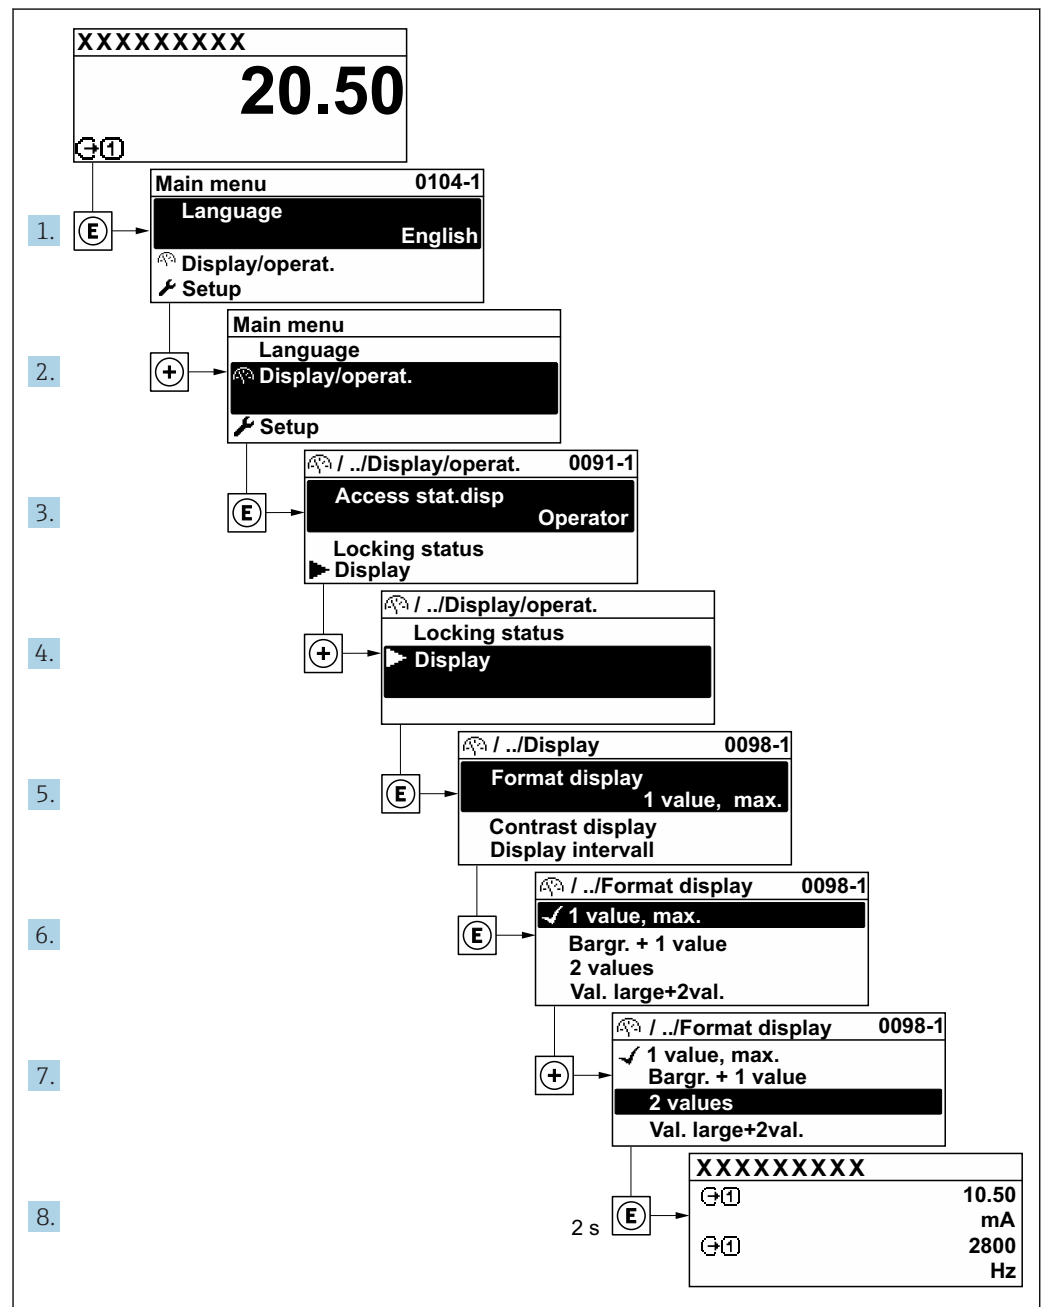 XXXXXXXXX
20.50
1
Main menu 0104-1
1. E Language
English
Display/operat.
Setup
Main menu
Language
2. + Display/operat.
Setup
/ ../Display/operat. 0091-1
Access stat.disp
3. E Operator
Locking status
Display
/ ../Display/operat.
Locking status
4. + Display
/ ../Display 0098-1
Format display
5. E 1 value, max.
Contrast display
Display intervall
/ ../Format display 0098-1
1 value, max.
6. E Bargr. + 1 value
2 values
Val. large+2val.
/ ../Format display 0098-1
1 value, max.
7. + Bargr. + 1 value
2 values
Val. large+2val.
XXXXXXXXX
1 10.50
8. 2 s E mA
1 2800
Hz